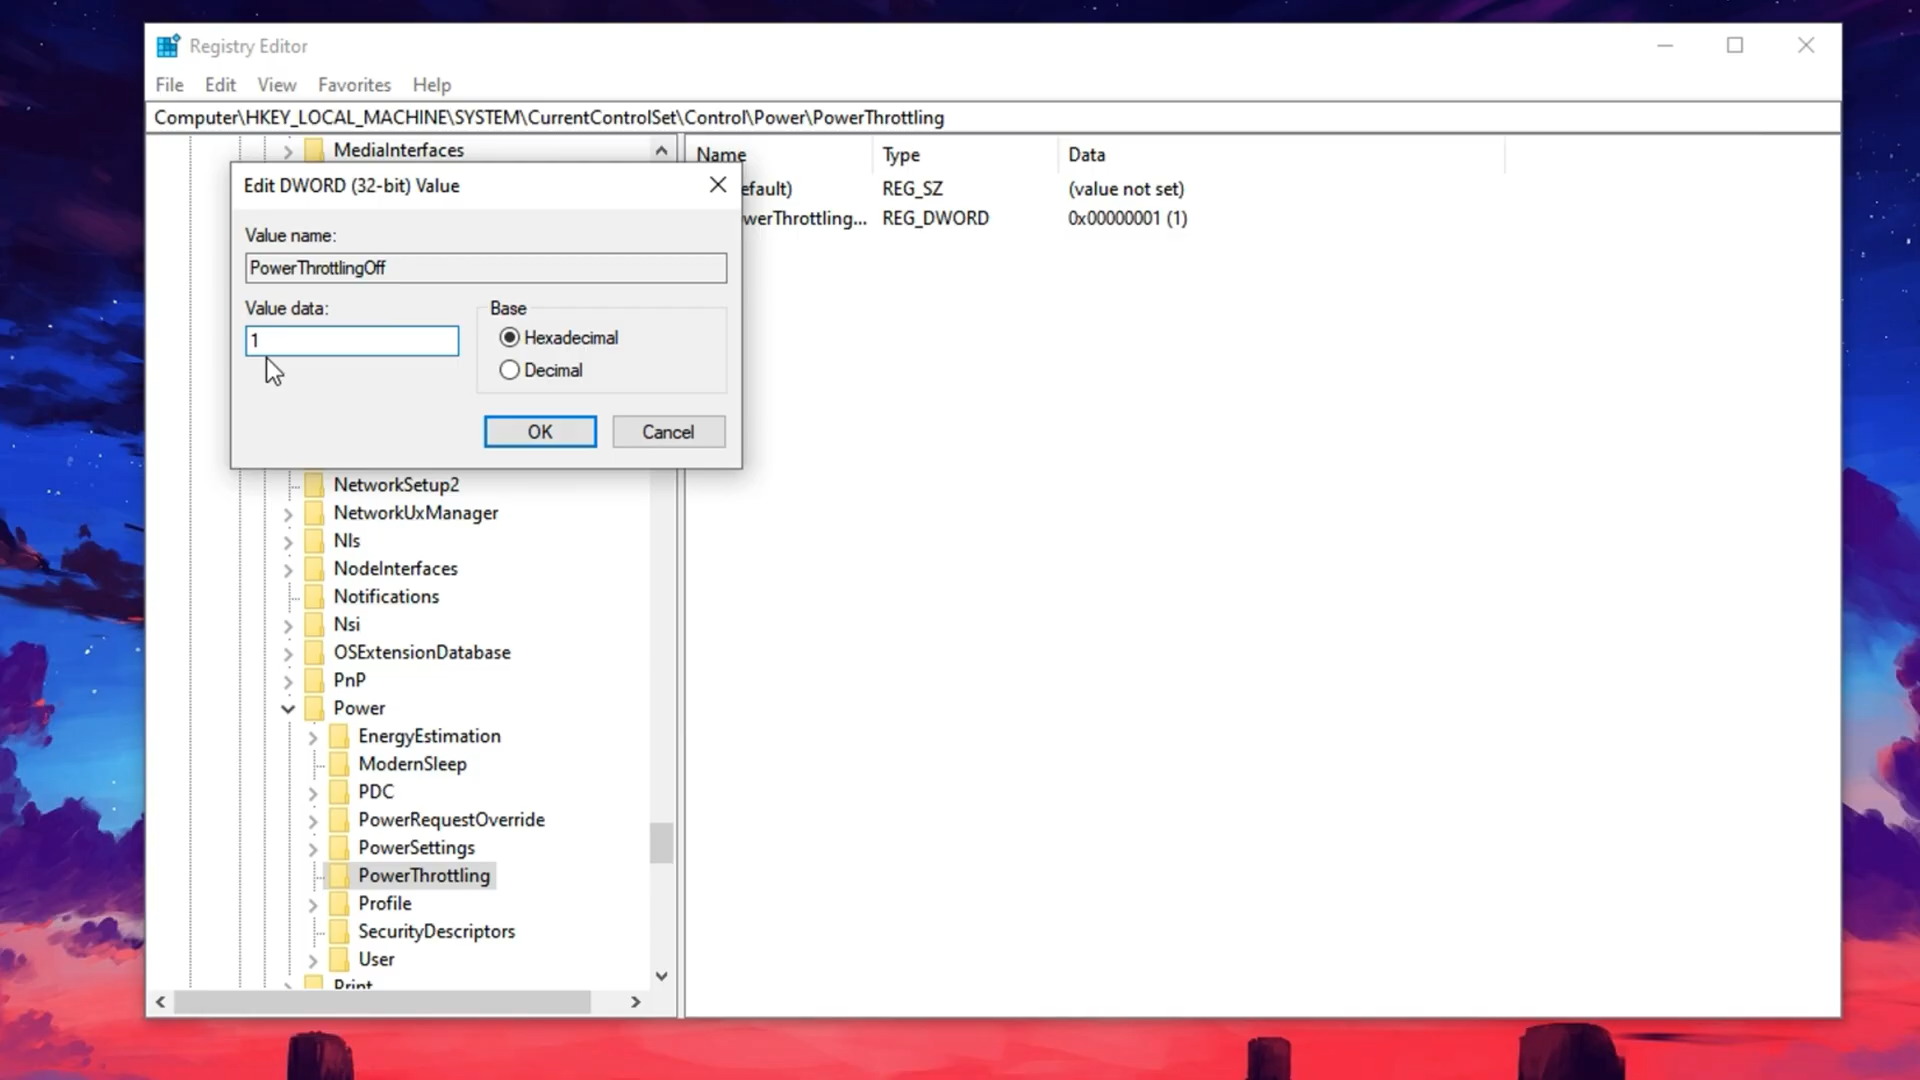 Registry Editor
File Edit View Favorites Help
Computer\HKEY_LOCAL_MACHINE\SYSTEM\CurrentControlSet\Control\Power\PowerThrottling
MediaInterfaces
Name Type Data
efault) REG_SZ (value not set)
werThrottling... REG_DWORD 0x00000001 (1)
Edit DWORD (32-bit) Value
Value name:
PowerThrottlingOff
Value data:
1
Base
Hexadecimal
Decimal
OK Cancel
NetworkSetup2
NetworkUxManager
Nls
NodeInterfaces
Notifications
Nsi
OSExtensionDatabase
PnP
Power
EnergyEstimation
ModernSleep
PDC
PowerRequestOverride
PowerSettings
PowerThrottling
Profile
SecurityDescriptors
User
Print